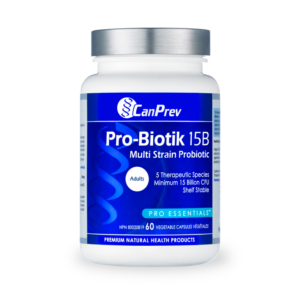 CanPrev
Pro-Biotik 15B
Multi Strain Probiotic
Adults
5 Therapeutic Species
Minimum 15 Billion CFU
Shelf Stable
PRO ESSENTIALS™
60 VEGETABLE CAPSULES VÉGÉTALES
PREMIUM NATURAL HEALTH PRODUCTS